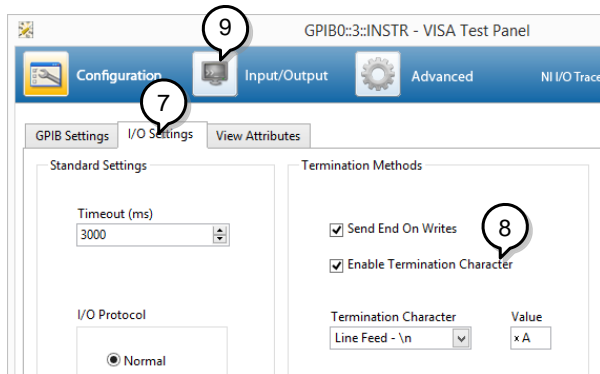 9
GPIB0::3::INSTR - VISA Test Panel
Configuration
Input/Output
Advanced
NI I/O Trace
7
GPIB Settings
I/O Settings
View Attributes
Standard Settings
Termination Methods
Timeout (ms)
3000
Send End On Writes
8
Enable Termination Character
I/O Protocol
Termination Character
Value
Line Feed - \n
x A
Normal